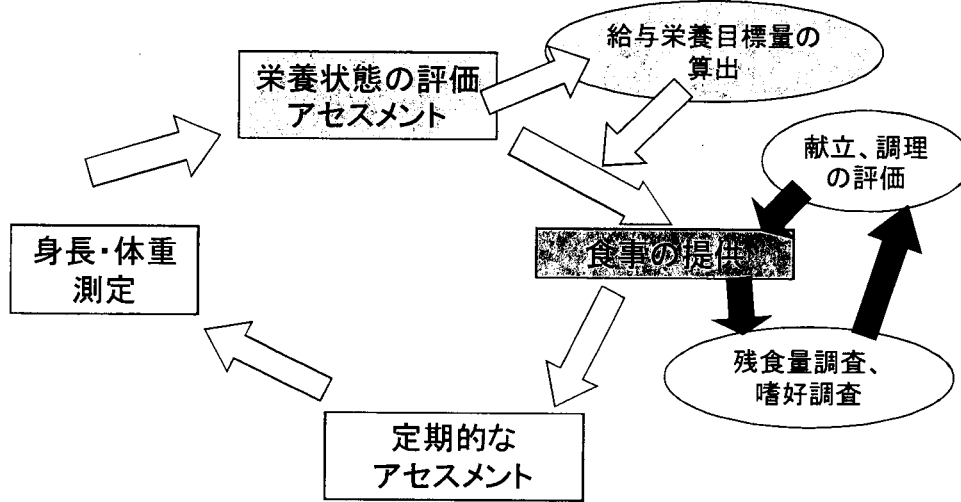 給与栄養目標量の
算出
栄養状態の評価
アセスメント
献立、調理
の評価
身長・体重
測定
食事の提供
残食量調査、
嗜好調査
定期的な
アセスメント